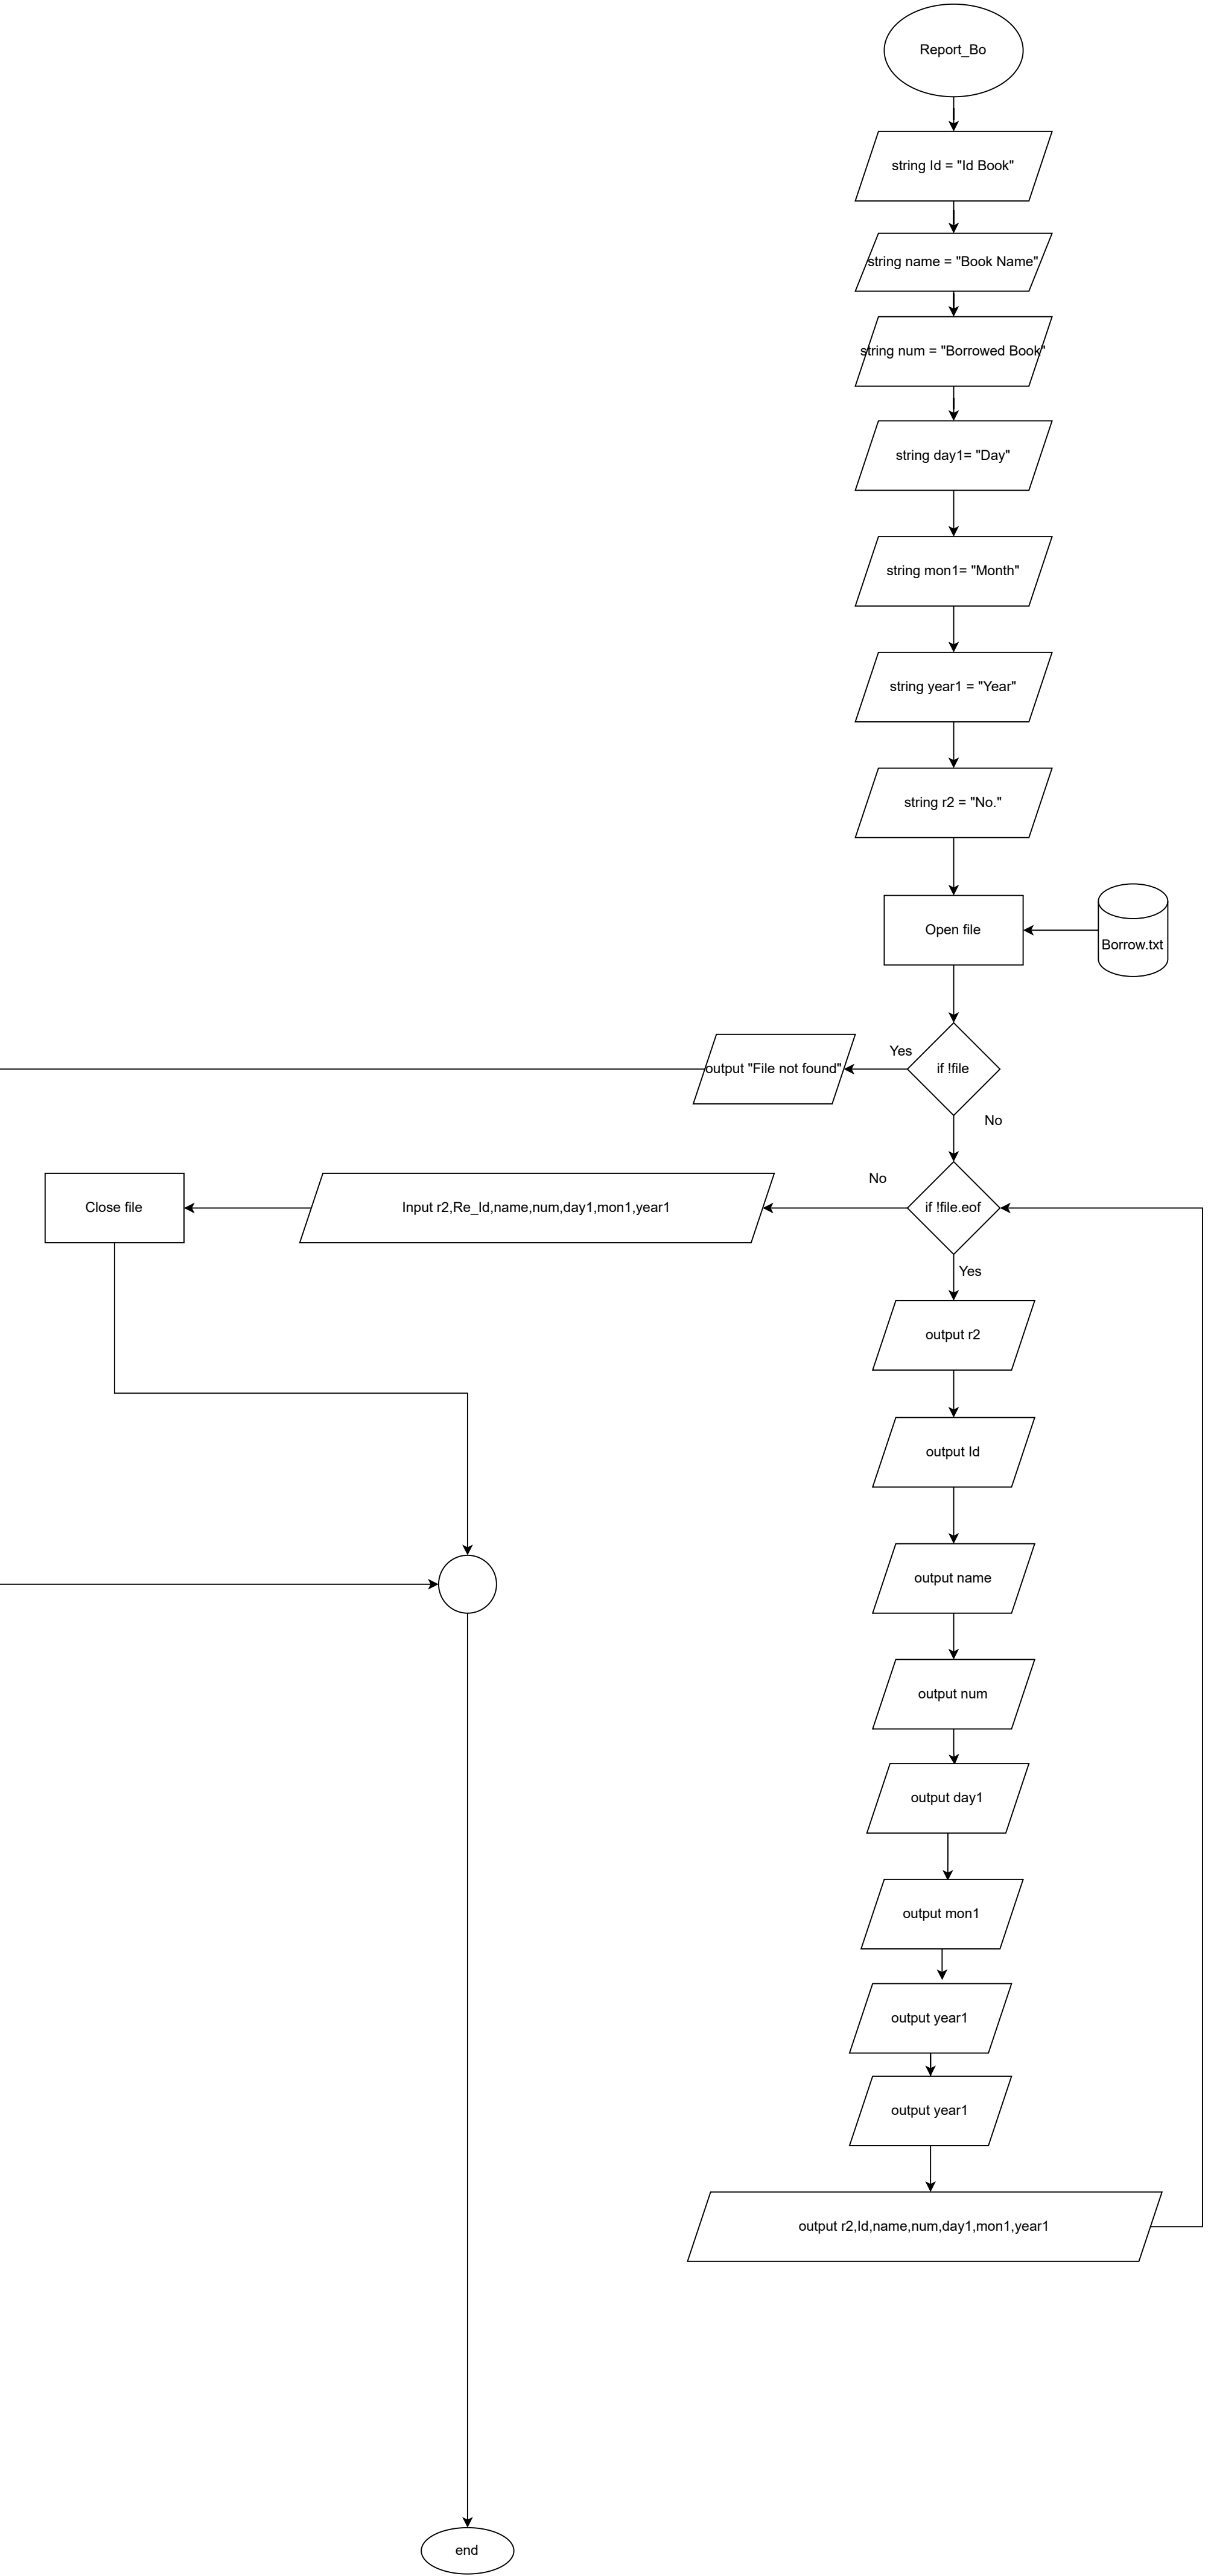 Report_Bo
string Id = "Id Book"
string name = "Book Name"
string num = "Borrowed Book"
string day1= "Day"
string mon1= "Month"
string year1 = "Year"
string r2 = "No."
Open file
Borrow.txt
Yes
output "File not found"
if !file
No
No
Close file
Input r2,Re_Id,name,num,day1,mon1,year1
if !file.eof
Yes
output r2
output Id
output name
output num
output day1
output mon1
output year1
output year1
output r2,Id,name,num,day1,mon1,year1
end